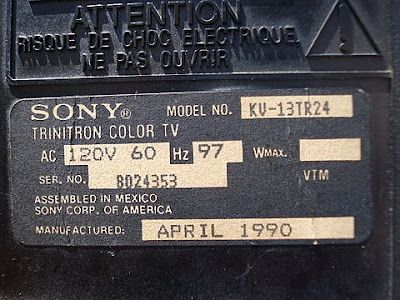 ATTENTION
RISQUE DE CHOC ELECTRIQUE,
NE PAS OUVRIR
SONY® MODEL NO. KV-13TR24
TRINITRON COLOR TV
AC 120V 60 Hz 97 WMAX.
SER. NO. 8024353 VTM
ASSEMBLED IN MEXICO
SONY CORP. OF AMERICA
MANUFACTURED: APRIL 1990